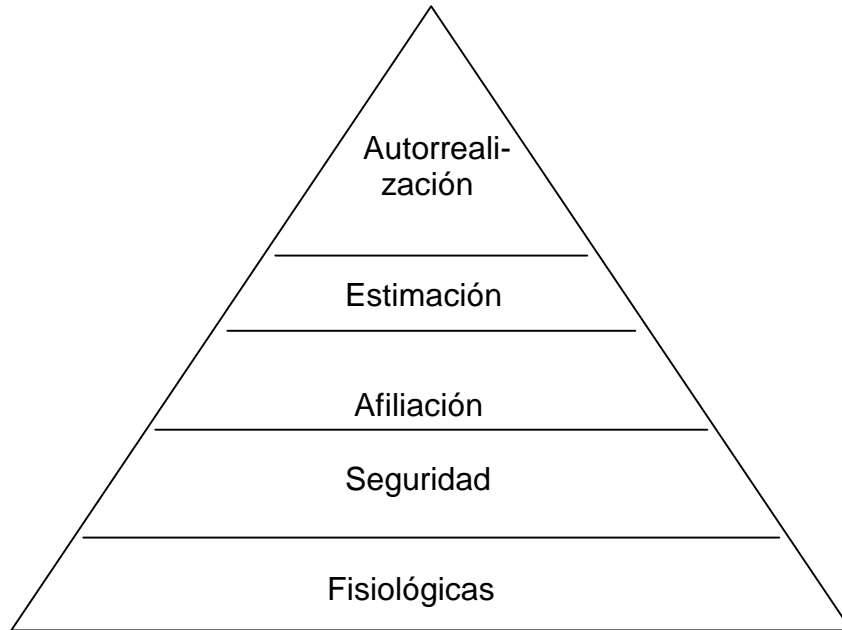 Autorreali-
zación
Estimación
Afiliación
Seguridad
Fisiológicas